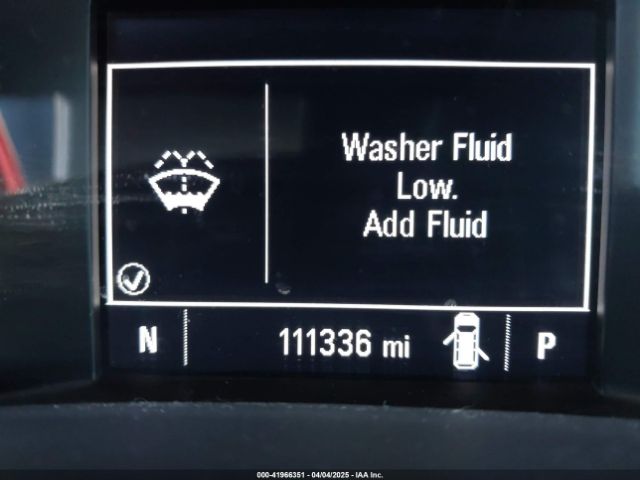 Washer Fluid
Low.
Add Fluid
N 111336 mi P
000-41966351 - 04/04/2025 - IAA Inc.